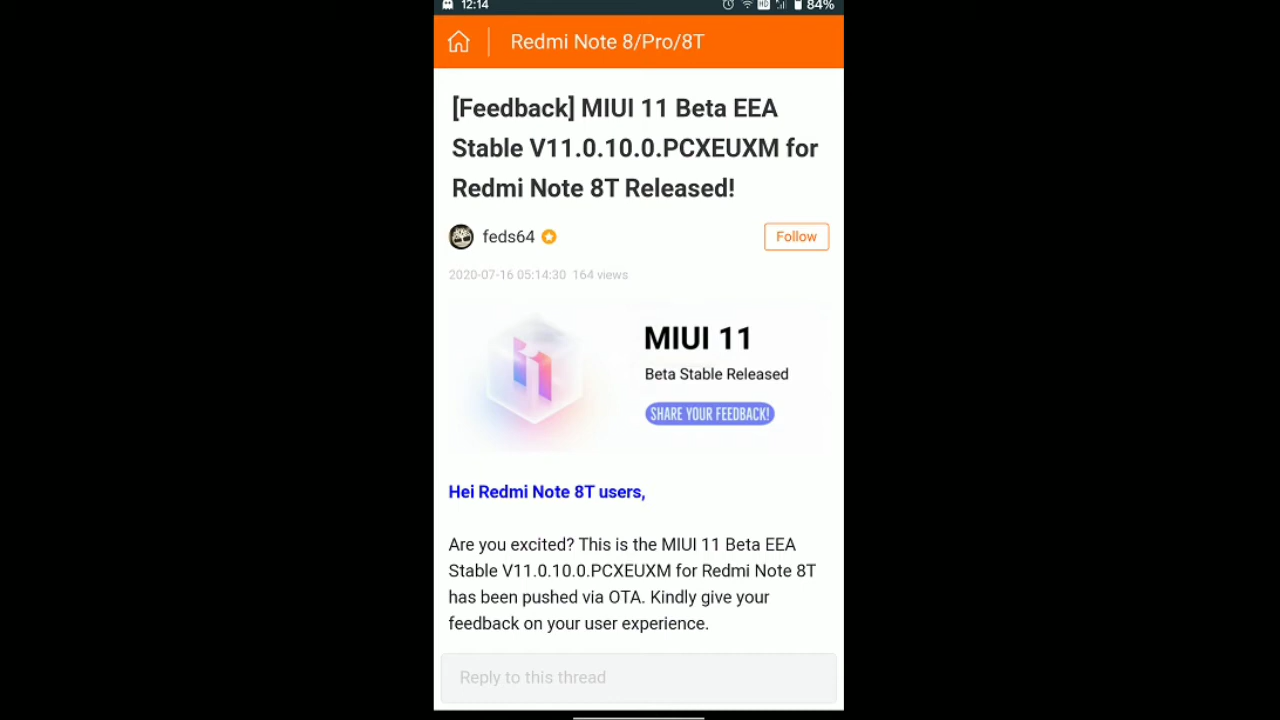 12:14
HD
84%
Redmi Note 8/Pro/8T
[Feedback] MIUI 11 Beta EEA
Stable V11.0.10.0.PCXEUXM for
Redmi Note 8T Released!
feds64
Follow
2020-07-16 05:14:30 164 views
MIUI 11
Beta Stable Released
SHARE YOUR FEEDBACK!
Hei Redmi Note 8T users,
Are you excited? This is the MIUI 11 Beta EEA
Stable V11.0.10.0.PCXEUXM for Redmi Note 8T
has been pushed via OTA. Kindly give your
feedback on your user experience.
Reply to this thread